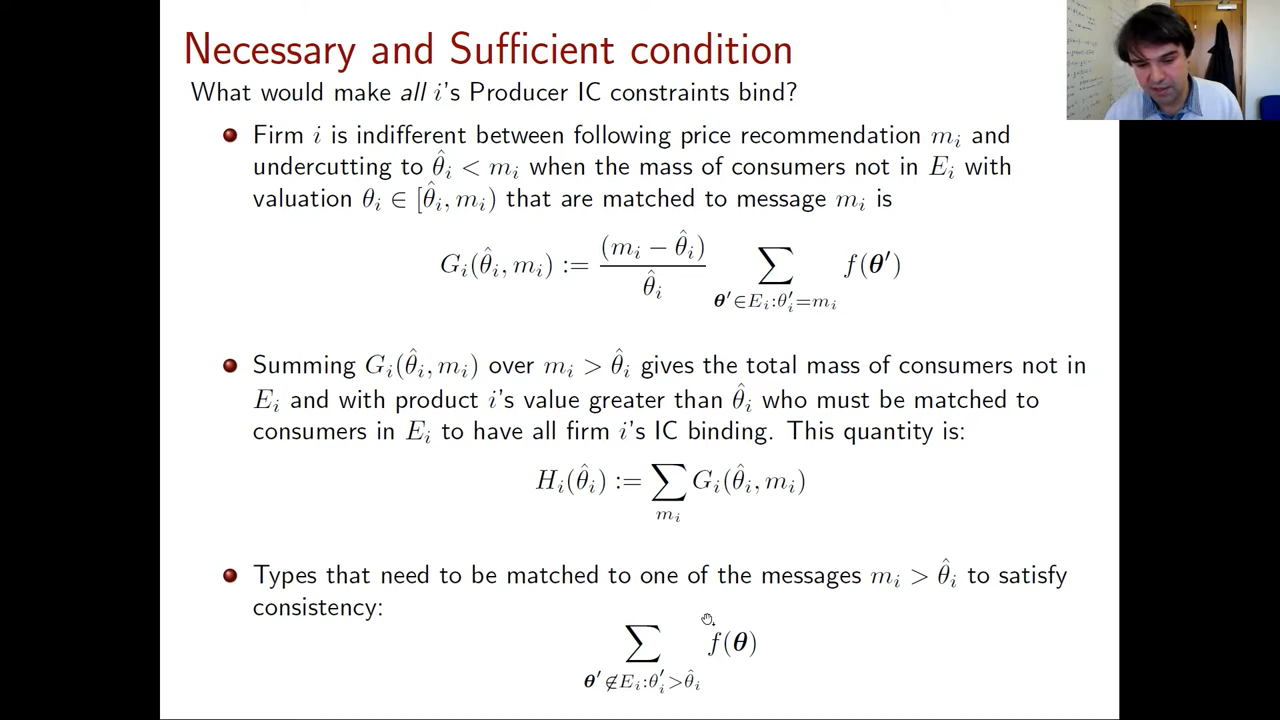 Necessary and Sufficient condition
What would make all i's Producer IC constraints bind?
Firm i is indifferent between following price recommendation m_i and
undercutting to θ̂_i < m_i when the mass of consumers not in E_i with
valuation θ_i ∈ [θ̂_i, m_i) that are matched to message m_i is
G_i(θ̂_i, m_i) := (m_i − θ̂_i)/θ̂_i ∑_{θ′∈E_i:θ′_i=m_i} f(θ′)
Summing G_i(θ̂_i, m_i) over m_i > θ̂_i gives the total mass of consumers not in
E_i and with product i's value greater than θ̂_i who must be matched to
consumers in E_i to have all firm i's IC binding. This quantity is:
H_i(θ̂_i) := ∑_{m_i} G_i(θ̂_i, m_i)
Types that need to be matched to one of the messages m_i > θ̂_i to satisfy
consistency:
∑_{θ′∉E_i:θ′_i>θ̂_i} f(θ)